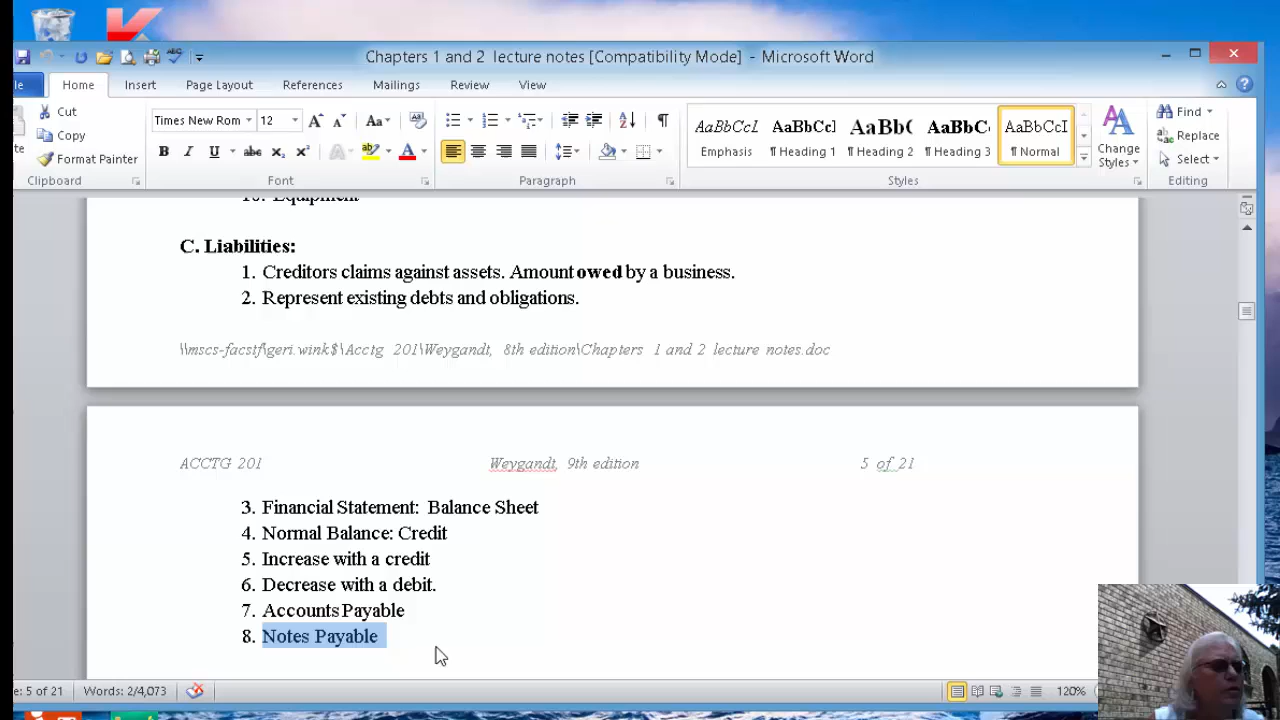 Chapters 1 and 2 lecture notes [Compatibility Mode] - Microsoft Word
Home Insert Page Layout References Mailings Review View
Cut
Copy
Format Painter
Clipboard
Times New Rom 12
Font
Paragraph
AaBbCcI AaBbCc] AaBb( AaBbC AaBbCcI
Emphasis ¶ Heading 1 ¶ Heading 2 ¶ Heading 3 ¶ Normal
Change
Styles
Styles
Find
Replace
Select
Editing
10. Equipment
C. Liabilities:
1. Creditors claims against assets. Amount owed by a business.
2. Represent existing debts and obligations.
\\mscs-facstf\geri.wink$\Acctg 201\Weygandt, 8th edition\Chapters 1 and 2 lecture notes.doc
ACCTG 201 Weygandt, 9th edition 5 of 21
3. Financial Statement: Balance Sheet
4. Normal Balance: Credit
5. Increase with a credit
6. Decrease with a debit.
7. Accounts Payable
8. Notes Payable
e: 5 of 21 Words: 2/4,073 120%